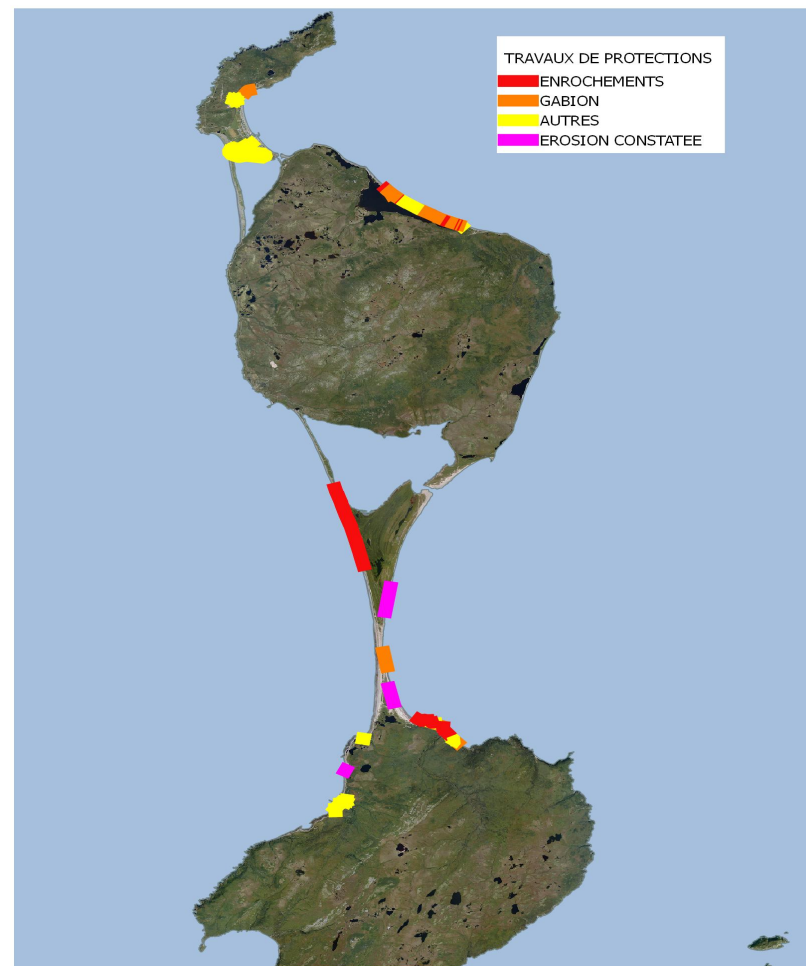 TRAVAUX DE PROTECTIONS
ENROCHEMENTS
GABION
AUTRES
EROSION CONSTATEE